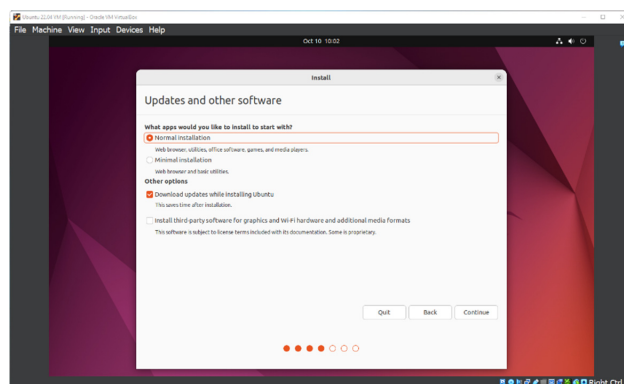 Ubuntu 22.04 VM [Running] - Oracle VM VirtualBox
File Machine View Input Devices Help
Oct 10 10:02
Install
Updates and other software
What apps would you like to install to start with?
Normal installation
Web browser, utilities, office software, games, and media players.
Minimal installation
Web browser and basic utilities.
Other options
Download updates while installing Ubuntu
This saves time after installation.
Install third-party software for graphics and Wi-Fi hardware and additional media formats
This software is subject to license terms included with its documentation. Some is proprietary.
Quit Back Continue
Right Ctrl